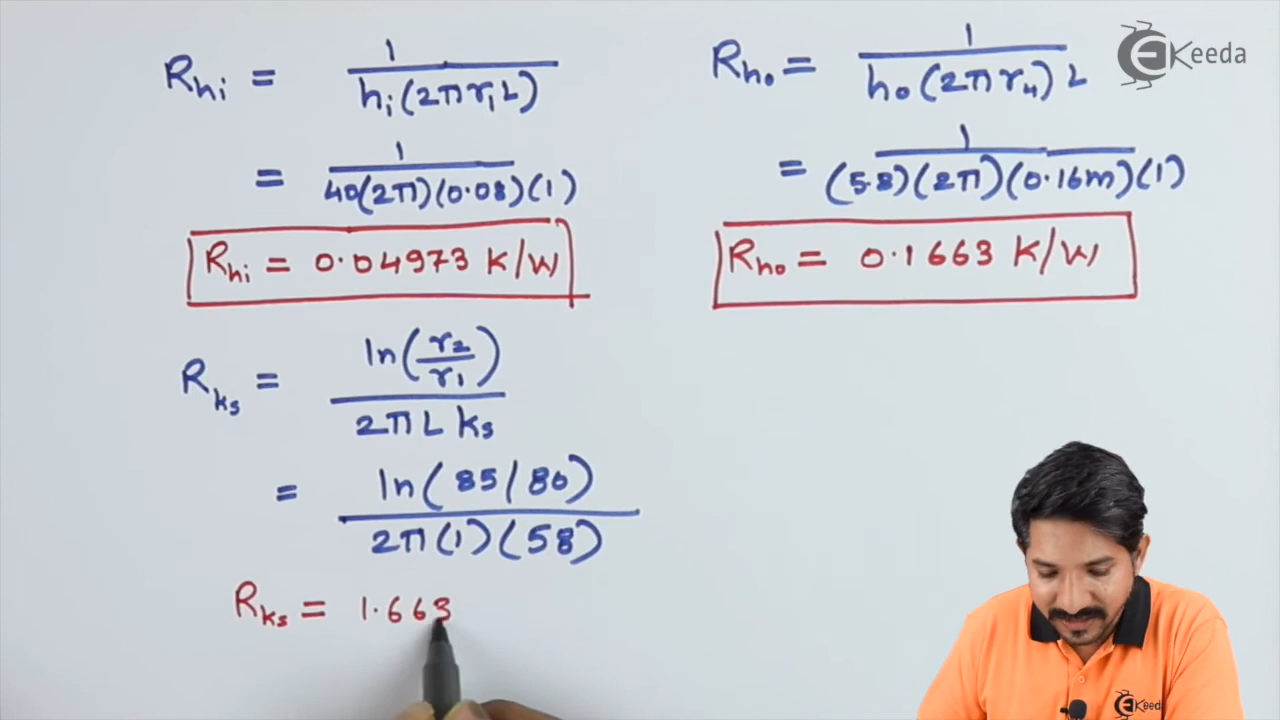 Rhi = 1 / hi(2πr1L)
= 1 / 40(2π)(0.08)(1)
Rhi = 0.04973 K/W
Rks = ln(r2/r1) / 2πL ks
= ln(85/80) / 2π(1)(58)
Rks = 1.663
Rho = 1 / ho(2πr4)L
= 1 / (5.8)(2π)(0.16m)(1)
Rho = 0.1663 K/W
EKeeda
EKeeda